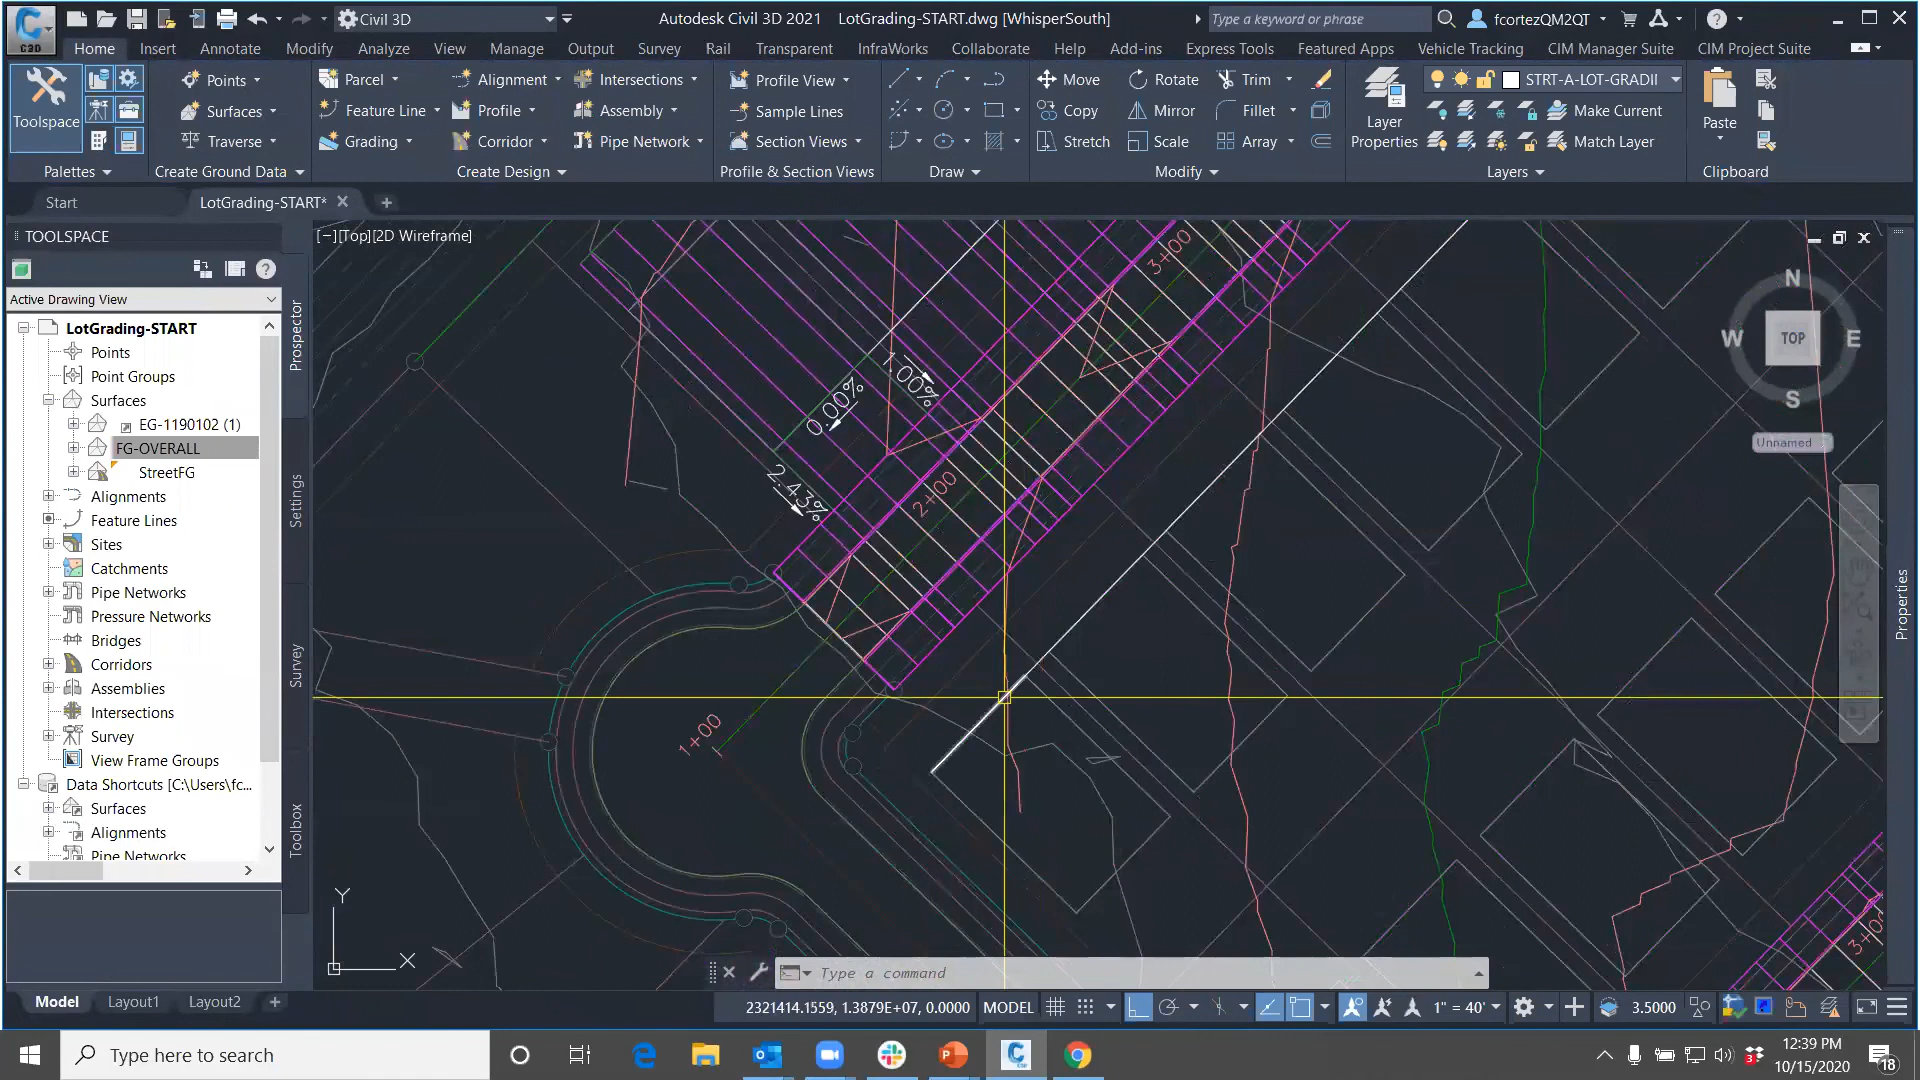 Civil 3D
Autodesk Civil 3D 2021 LotGrading-START.dwg [WhisperSouth]
Type a keyword or phrase
fcortezQM2QT
C3D
Home Insert Annotate Modify Analyze View Manage Output Survey Rail Transparent InfraWorks Collaborate Help Add-ins Express Tools Featured Apps Vehicle Tracking CIM Manager Suite CIM Project Suite
Points Parcel Alignment Intersections Profile View Move Rotate Trim STRT-A-LOT-GRADII
Toolspace Surfaces Feature Line Profile Assembly Sample Lines Copy Mirror Fillet Layer Properties Make Current Paste
Traverse Grading Corridor Pipe Network Section Views Stretch Scale Array Match Layer
Palettes Create Ground Data Create Design Profile & Section Views Draw Modify Layers Clipboard
Start LotGrading-START*
TOOLSPACE
[−][Top][2D Wireframe]
Active Drawing View
LotGrading-START
Points
Point Groups
Surfaces
EG-1190102 (1)
FG-OVERALL
StreetFG
Alignments
Feature Lines
Sites
Catchments
Pipe Networks
Pressure Networks
Bridges
Corridors
Assemblies
Intersections
Survey
View Frame Groups
Data Shortcuts [C:\Users\fc...
Surfaces
Alignments
Pipe Networks
Prospector
Settings
Survey
Toolbox
3+00
1.00%
0.00%
2.43%
2+00
1+00
3+00
N
W TOP E
S
Unnamed
Properties
Y
X
Type a command
Model Layout1 Layout2
2321414.1559, 1.3879E+07, 0.0000 MODEL 1" = 40' 3.5000
Type here to search
12:39 PM
10/15/2020
3
18